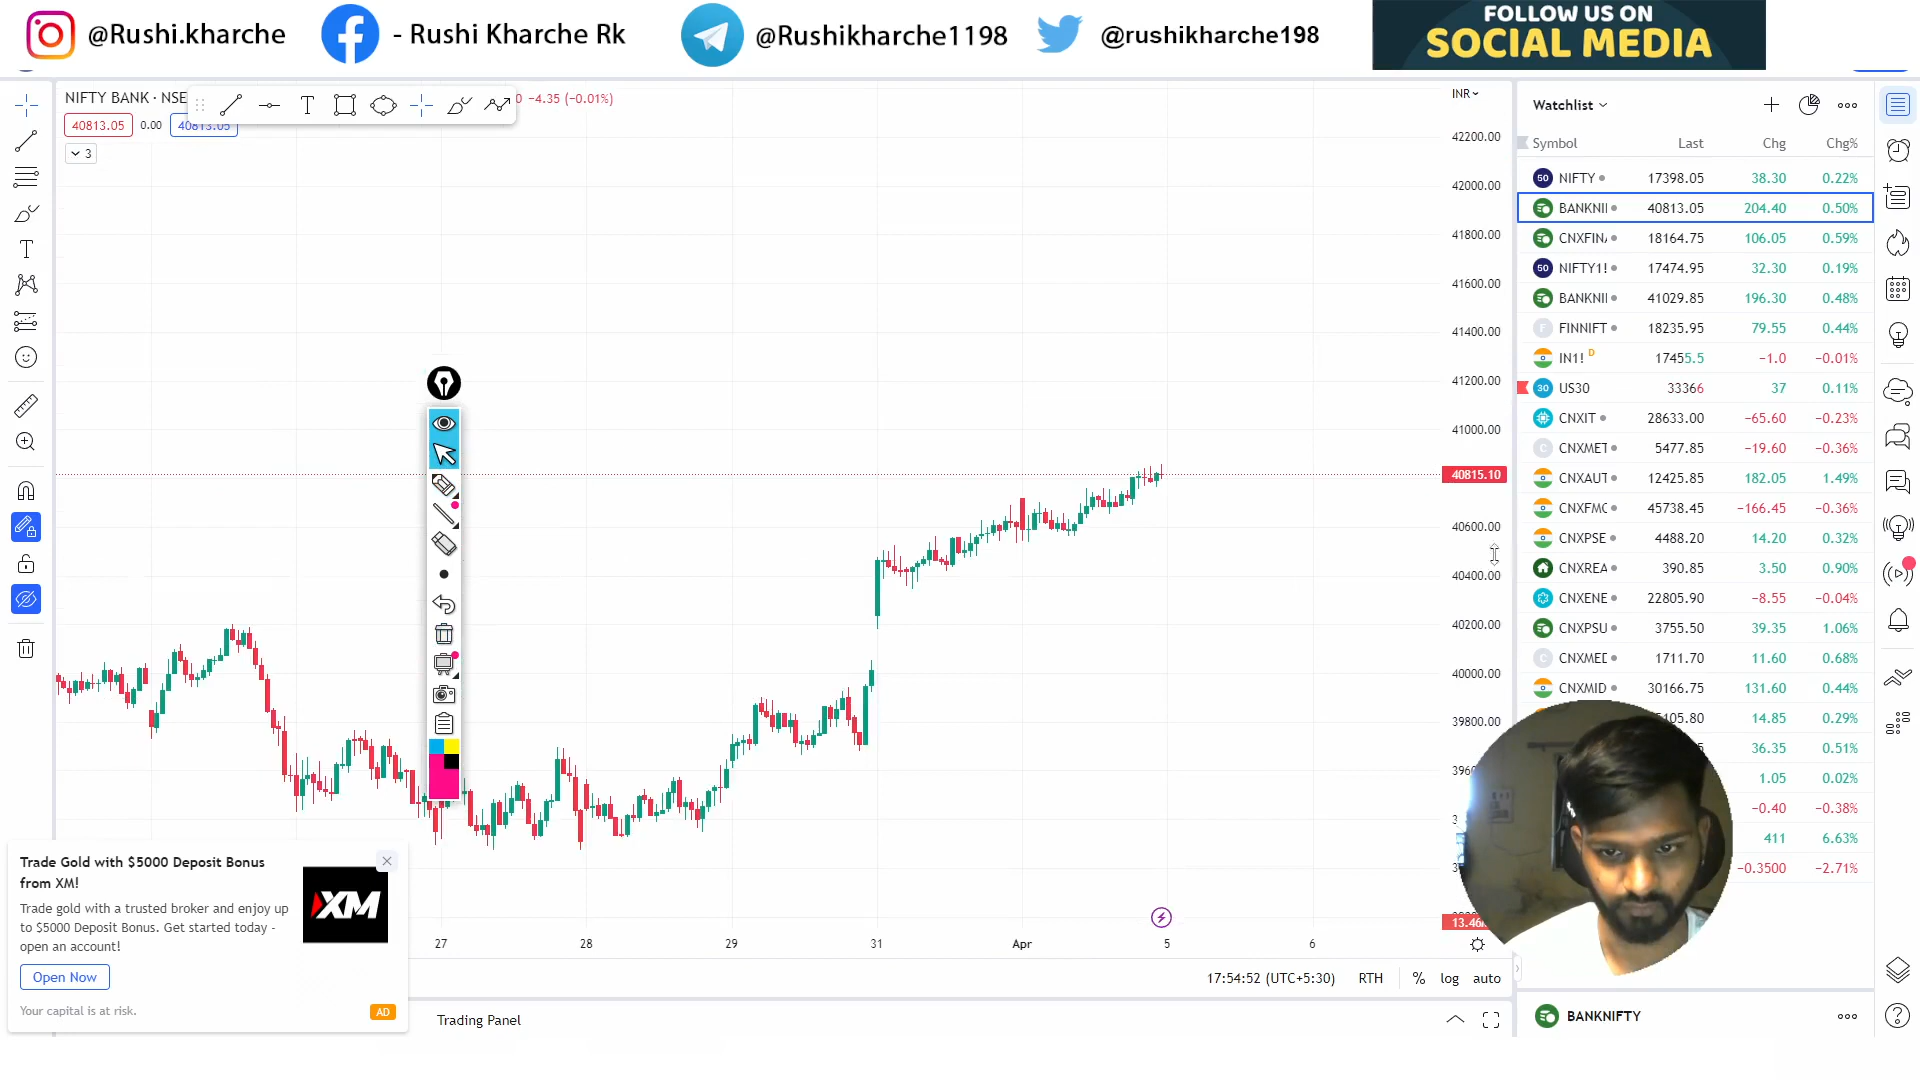 @Rushi.kharche - Rushi Kharche Rk @Rushikharche1198 @rushikharche198
FOLLOW US ON
SOCIAL MEDIA
NIFTY BANK · NSE
−4.35 (−0.01%)
40813.05 0.00 40813.05
3
INR
42200.00
42000.00
41800.00
41600.00
41400.00
41200.00
41000.00
40815.10
40600.00
40400.00
40200.00
40000.00
39800.00
13.46
27 28 29 31 Apr 5 6
17:54:52 (UTC+5:30) RTH % log auto
Trading Panel
Trade Gold with $5000 Deposit Bonus
from XM!
Trade gold with a trusted broker and enjoy up
to $5000 Deposit Bonus. Get started today -
open an account!
Open Now
Your capital is at risk.
AD
XM
Watchlist
Symbol Last Chg Chg%
50 NIFTY 17398.05 38.30 0.22%
BANKNI 40813.05 204.40 0.50%
CNXFIN 18164.75 106.05 0.59%
50 NIFTY1! 17474.95 32.30 0.19%
BANKNI 41029.85 196.30 0.48%
F FINNIFT 18235.95 79.55 0.44%
IN1! D 17455.5 −1.0 −0.01%
30 US30 33366 37 0.11%
CNXIT 28633.00 −65.60 −0.23%
C CNXMET 5477.85 −19.60 −0.36%
CNXAUT 12425.85 182.05 1.49%
CNXFMC 45738.45 −166.45 −0.36%
CNXPSE 4488.20 14.20 0.32%
CNXREA 390.85 3.50 0.90%
CNXENE 22805.90 −8.55 −0.04%
CNXPSU 3755.50 39.35 1.06%
C CNXMED 1711.70 11.60 0.68%
CNXMID 30166.75 131.60 0.44%
105.80 14.85 0.29%
36.35 0.51%
1.05 0.02%
−0.40 −0.38%
411 6.63%
−0.3500 −2.71%
BANKNIFTY